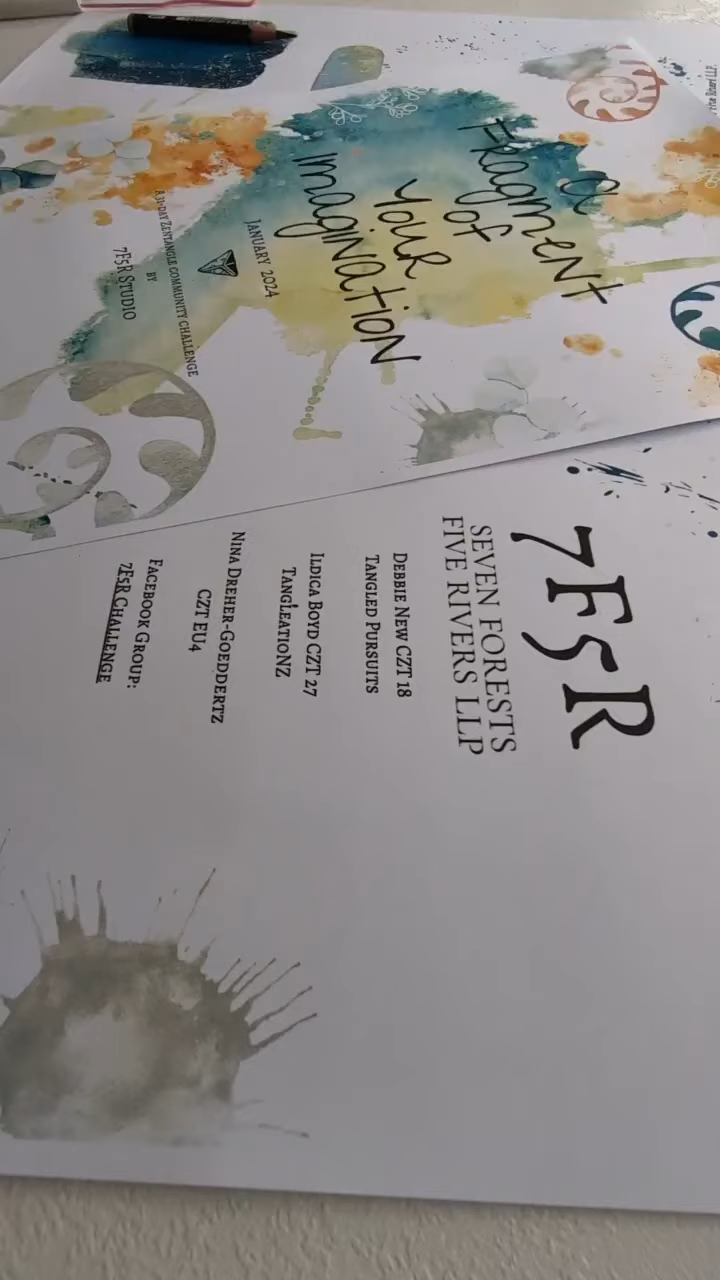 a
Fragment
of
your
Imagination
January 2024
A 31-day Zentangle community challenge
by
7F5R Studio
7F5R
Seven Forests
Five Rivers LLP
Debbie New CZT 18
Tangled Pursuits
Ildica Boyd CZT 27
TangleatioNZ
Nina Dreher-Goeddertz
CZT EU4
Facebook Group:
7F5R Challenge